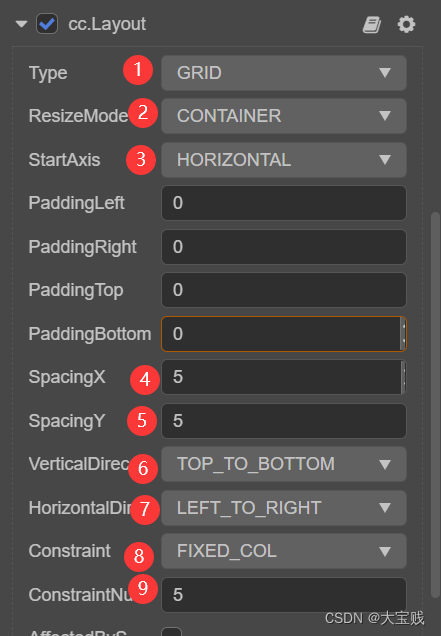 cc.Layout
Type 1 GRID
ResizeMode 2 CONTAINER
StartAxis 3 HORIZONTAL
PaddingLeft 0
PaddingRight 0
PaddingTop 0
PaddingBottom 0
SpacingX 4 5
SpacingY 5 5
VerticalDirec 6 TOP_TO_BOTTOM
HorizontalDir 7 LEFT_TO_RIGHT
Constraint 8 FIXED_COL
ConstraintNu 9 5
CSDN @大宝贱